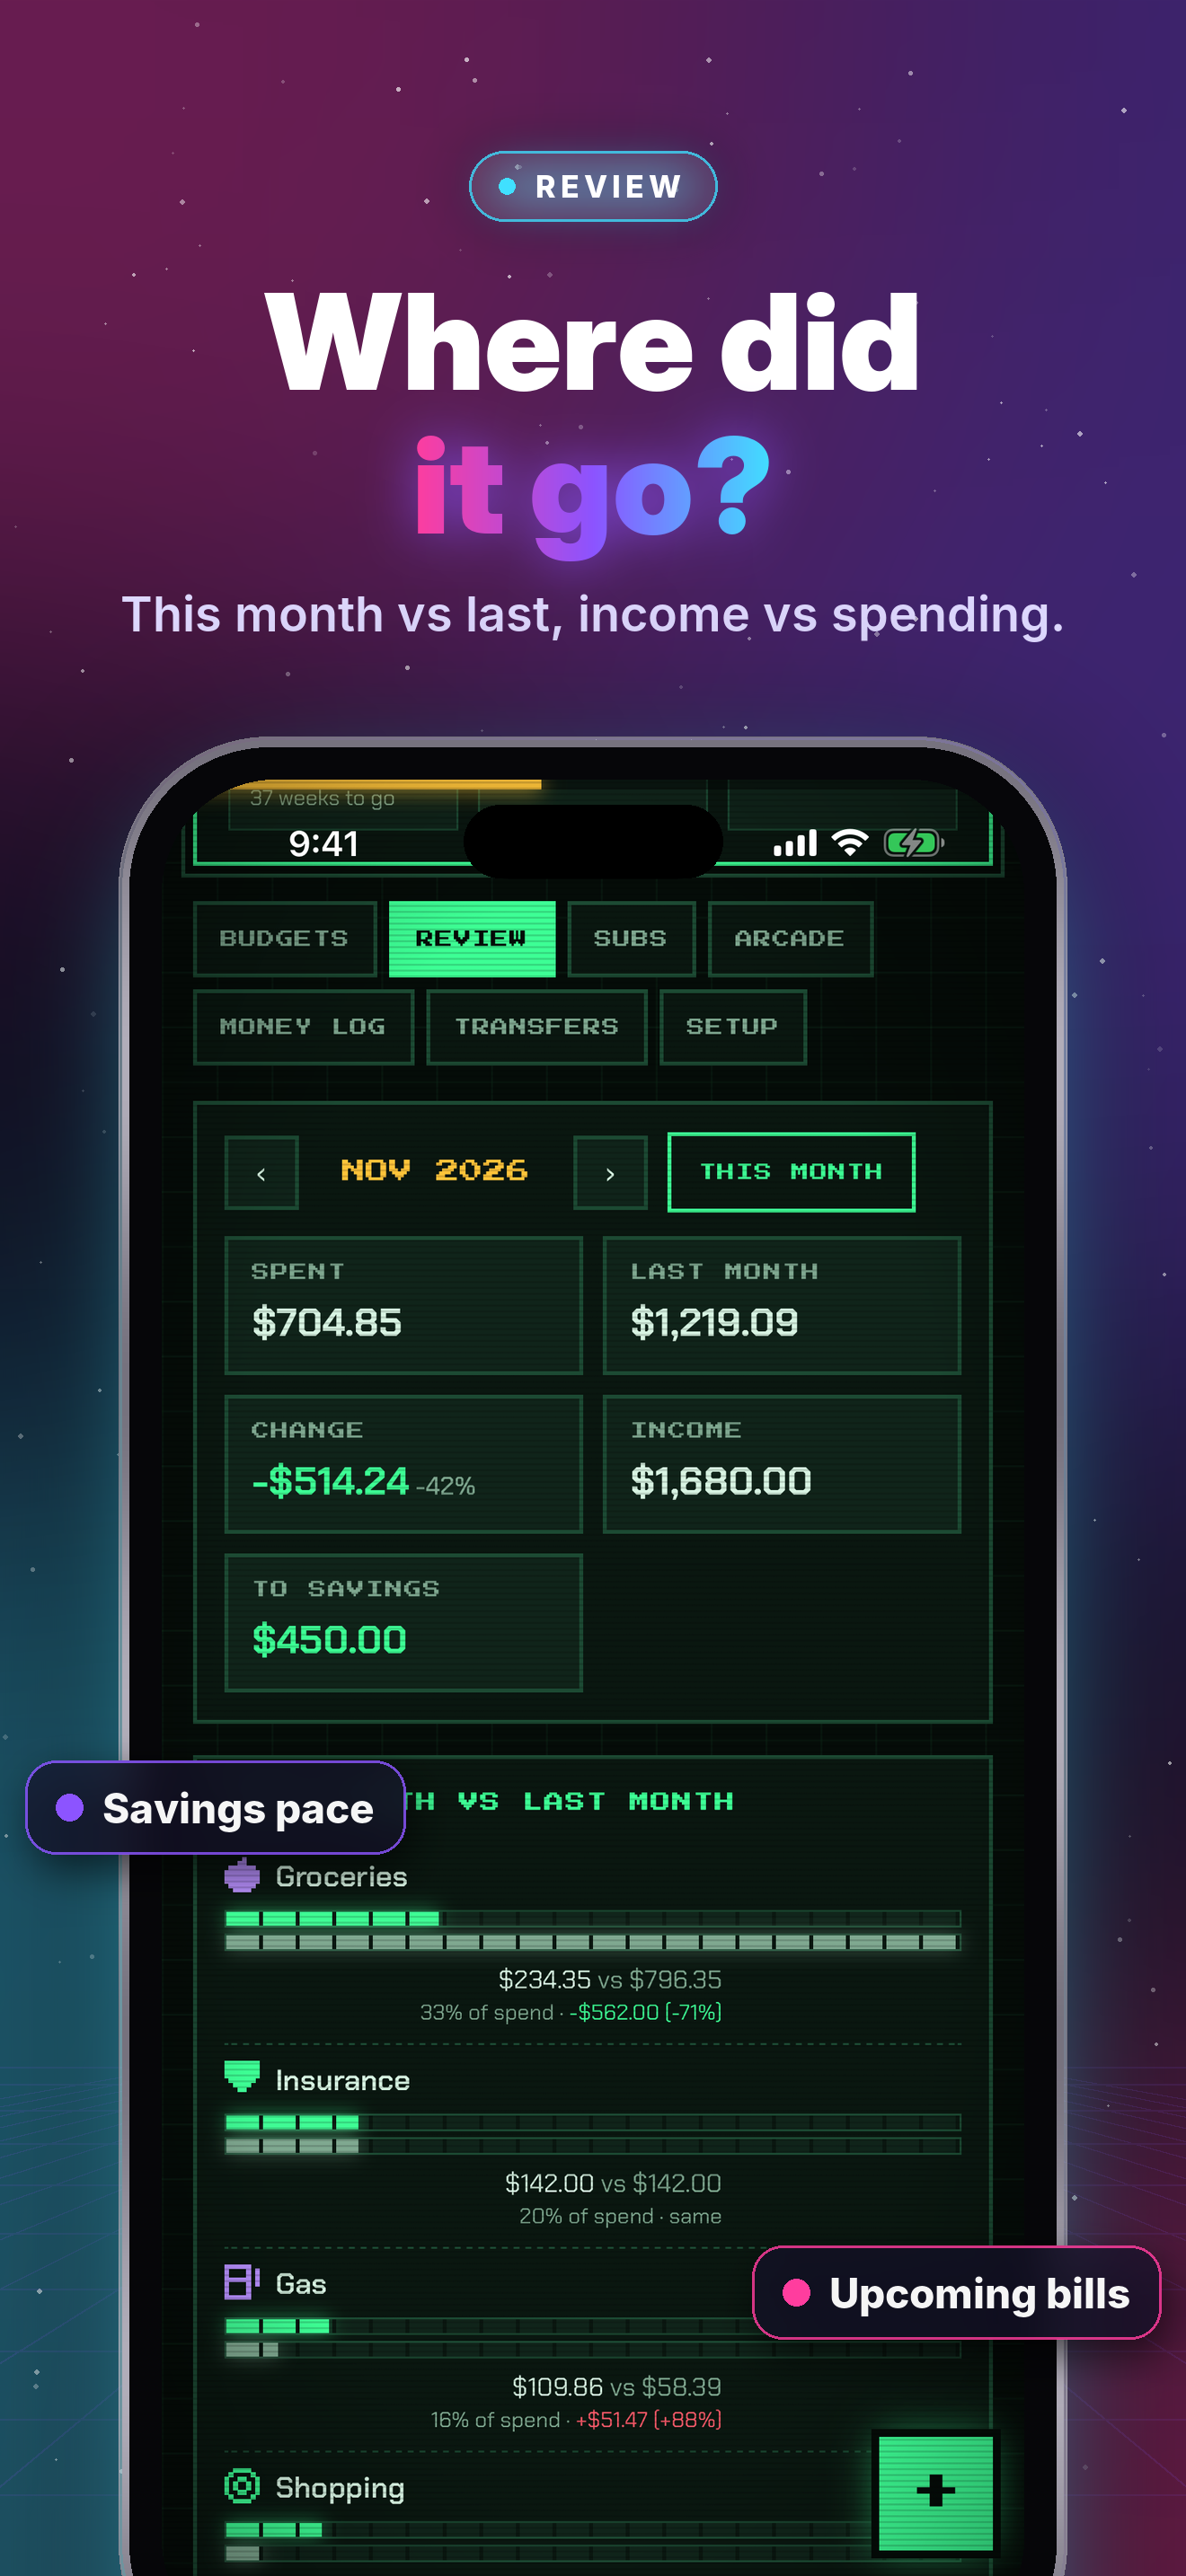 REVIEW
Where did
it go?
This month vs last, income vs spending.
37 weeks to go
9:41
BUDGETS
REVIEW
SUBS
ARCADE
MONEY LOG
TRANSFERS
SETUP
‹
NOV 2026
›
THIS MONTH
SPENT
$704.85
LAST MONTH
$1,219.09
CHANGE
-$514.24 -42%
INCOME
$1,680.00
TO SAVINGS
$450.00
Savings pace
TH VS LAST MONTH
Groceries
$234.35 vs $796.35
33% of spend · -$562.00 (-71%)
Insurance
$142.00 vs $142.00
20% of spend · same
Gas
Upcoming bills
$109.86 vs $58.39
16% of spend · +$51.47 (+88%)
Shopping
+